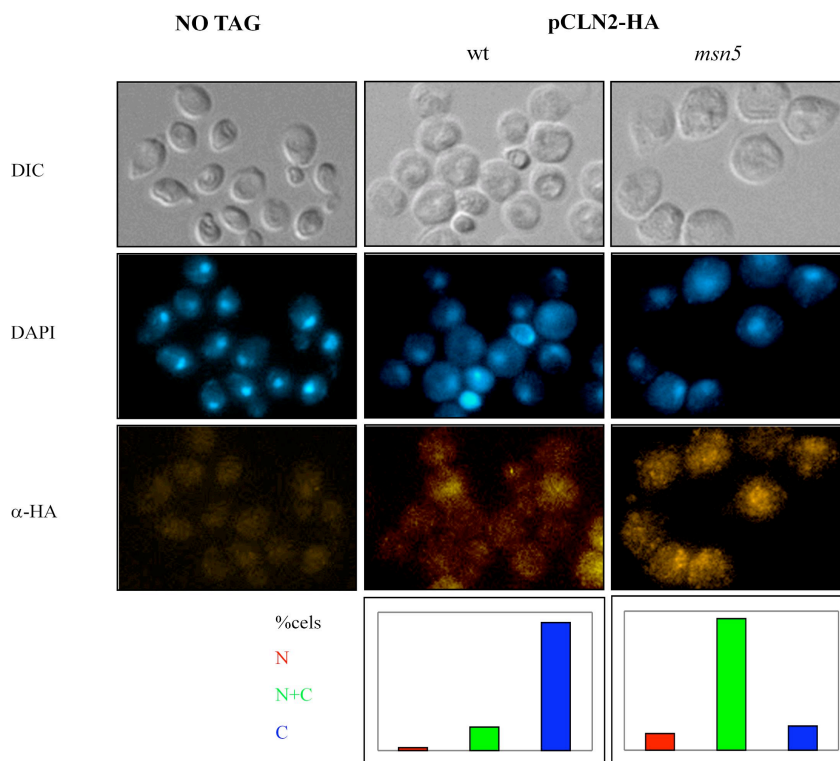 NO TAG
pCLN2-HA
wt
msn5
DIC
DAPI
α-HA
%cels
N
N+C
C